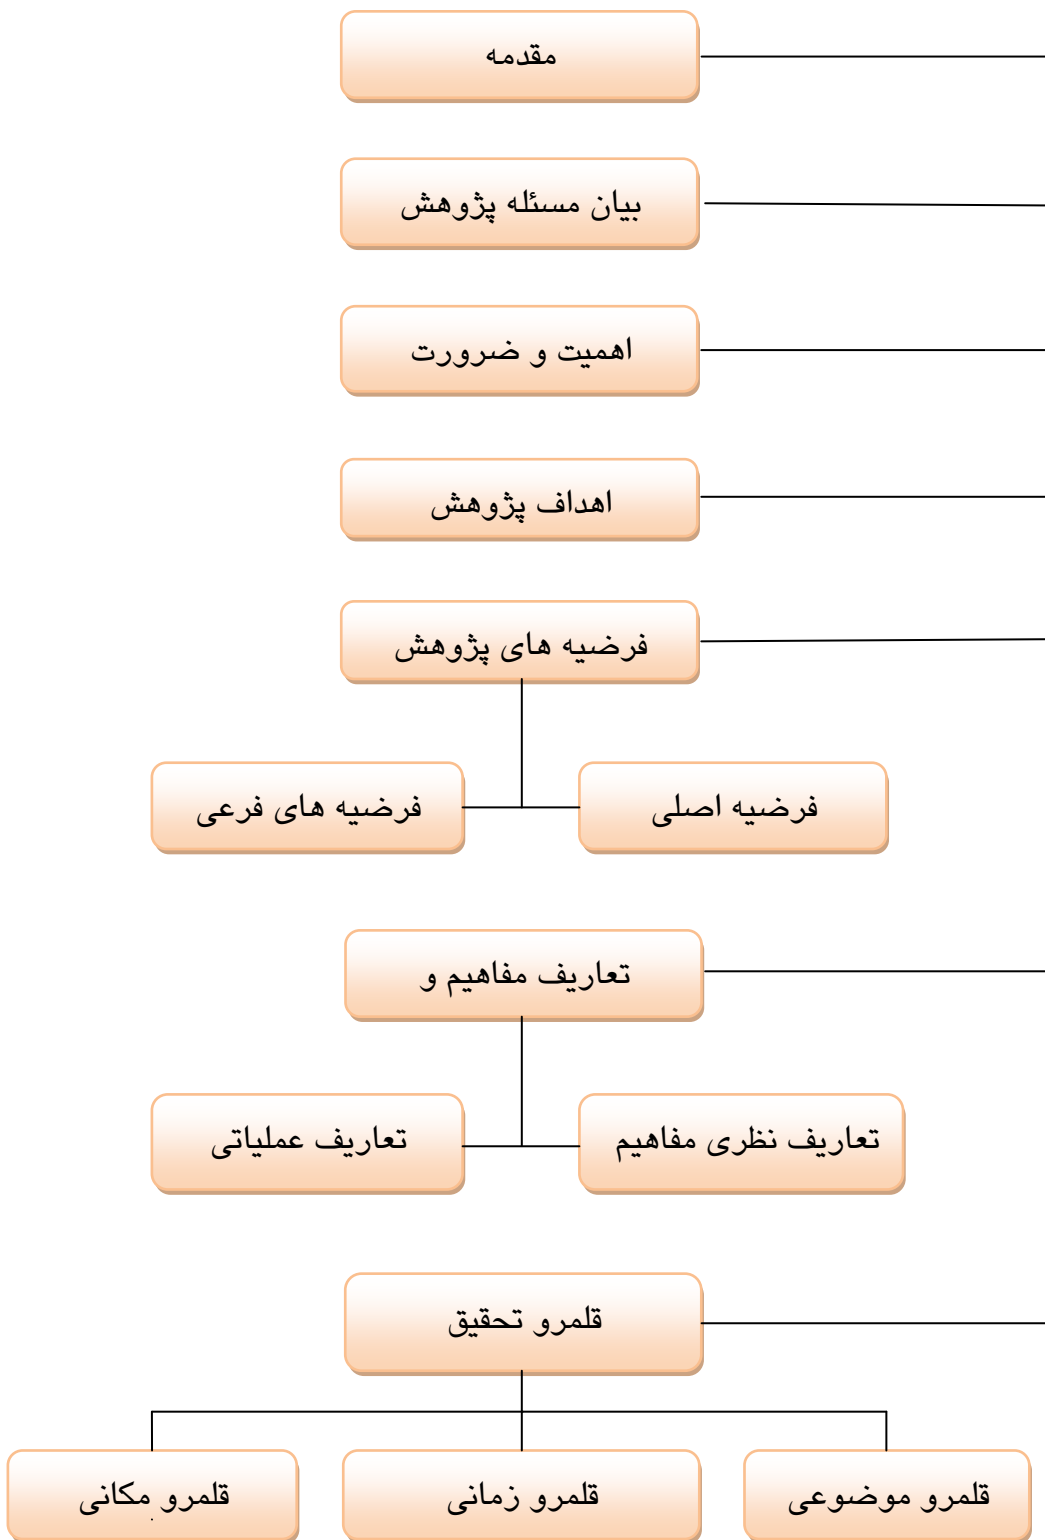 مقدمه
بیان مسئله پژوهش
اهمیت و ضرورت
اهداف پژوهش
فرضیه های پژوهش
فرضیه اصلی
فرضیه های فرعی
تعاریف مفاهیم و
تعاریف نظری مفاهیم
تعاریف عملیاتی
قلمرو تحقیق
قلمرو موضوعی
قلمرو زمانی
قلمرو مکانی